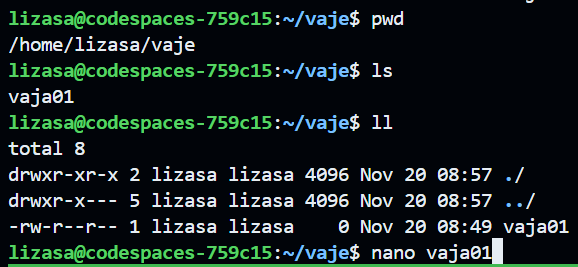 lizasa@codespaces-759c15:~/vaje$ pwd
/home/lizasa/vaje
lizasa@codespaces-759c15:~/vaje$ ls
vaja01
lizasa@codespaces-759c15:~/vaje$ ll
total 8
drwxr-xr-x 2 lizasa lizasa 4096 Nov 20 08:57 ./
drwxr-x--- 5 lizasa lizasa 4096 Nov 20 08:57 ../
-rw-r--r-- 1 lizasa lizasa    0 Nov 20 08:49 vaja01
lizasa@codespaces-759c15:~/vaje$ nano vaja01